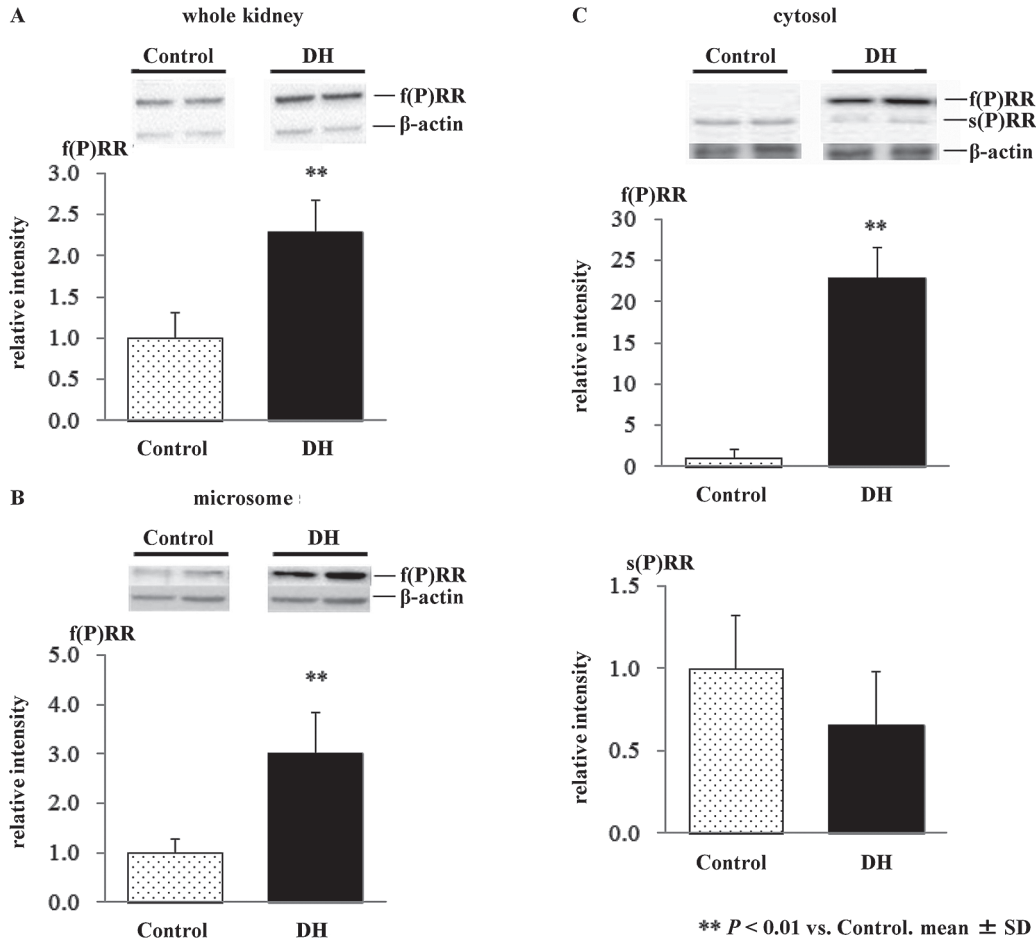 A whole kidney
Control DH
f(P)RR
β-actin
f(P)RR
relative intensity
3.0
2.5
2.0
1.5
1.0
0.5
0.0
**
Control DH
B microsome
Control DH
f(P)RR
β-actin
f(P)RR
relative intensity
5.0
4.0
3.0
2.0
1.0
0.0
**
Control DH
C cytosol
Control DH
f(P)RR
s(P)RR
β-actin
f(P)RR
relative intensity
30
25
20
15
10
5
0
**
Control DH
s(P)RR
relative intensity
1.5
1.0
0.5
0.0
Control DH
** P < 0.01 vs. Control. mean ± SD